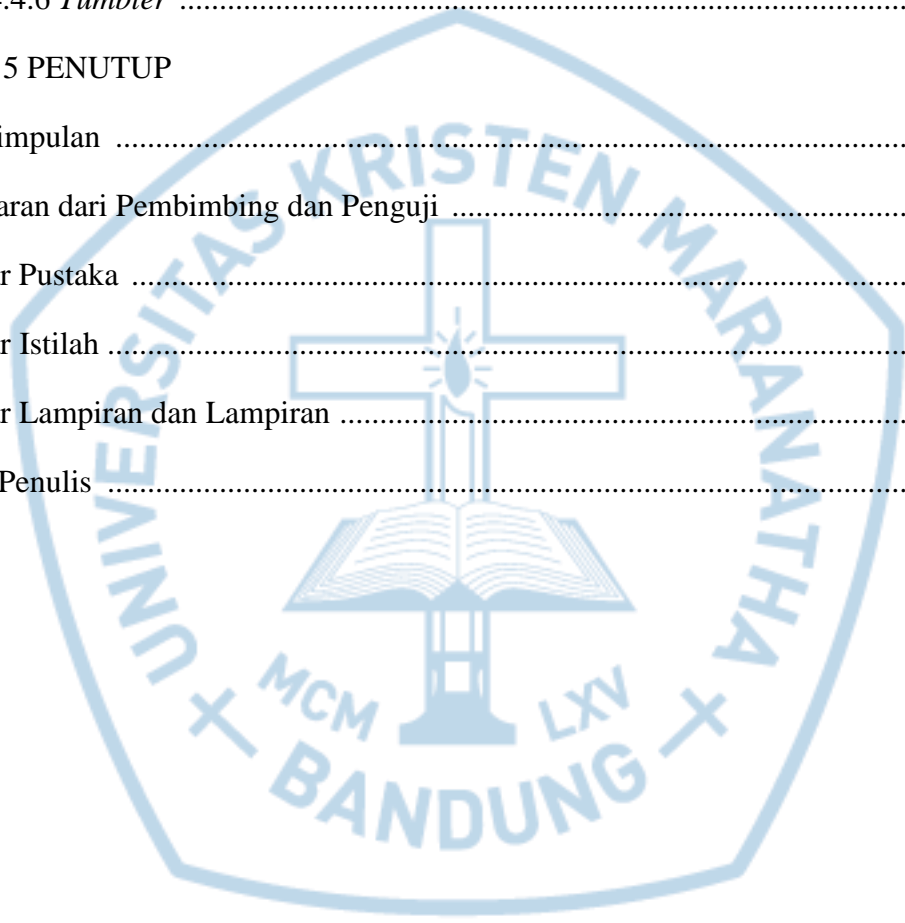 .4.6 Tumbler ..........................................................................................
5 PENUTUP
impulan ..................................................................................................
aran dari Pembimbing dan Penguji ........................................................
r Pustaka ................................................................................................
r Istilah ...................................................................................................
r Lampiran dan Lampiran ......................................................................
Penulis ...................................................................................................
UNIVERSITAS KRISTEN MARANATHA
MCM LXV
BANDUNG